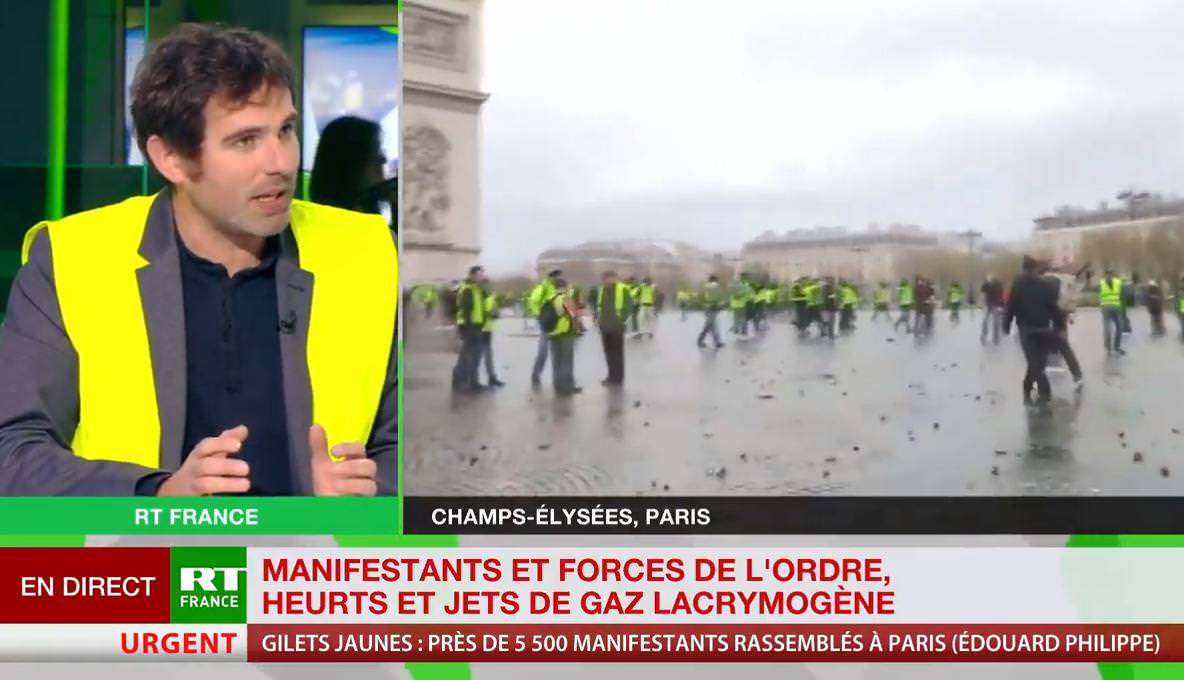 RT FRANCE
CHAMPS-ÉLYSÉES, PARIS
EN DIRECT
RT
FRANCE
MANIFESTANTS ET FORCES DE L'ORDRE,
HEURTS ET JETS DE GAZ LACRYMOGÈNE
URGENT
GILETS JAUNES : PRÈS DE 5 500 MANIFESTANTS RASSEMBLÉS À PARIS (ÉDOUARD PHILIPPE)